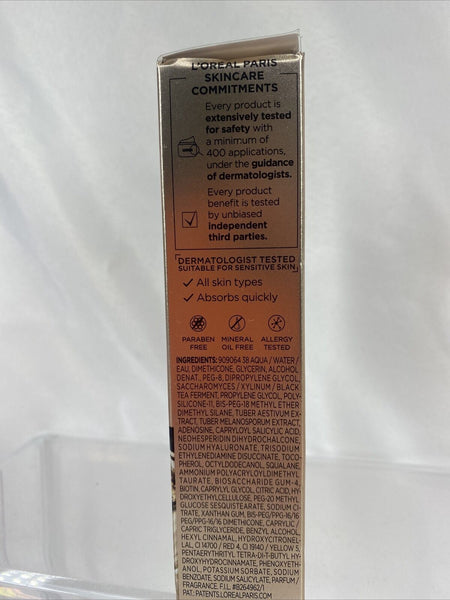 L'ORÉAL PARIS
SKINCARE
COMMITMENTS
Every product is
extensively tested
for safety with
a minimum of
400 applications,
under the guidance
of dermatologists.
Every product
benefit is tested
by unbiased
independent
third parties.
DERMATOLOGIST TESTED
SUITABLE FOR SENSITIVE SKIN
✓ All skin types
✓ Absorbs quickly
PARABEN FREE
MINERAL OIL FREE
ALLERGY TESTED
INGREDIENTS: 909064 38 AQUA / WATER /
EAU, DIMETHICONE, GLYCERIN, ALCOHOL
DENAT., PEG-8, DIPROPYLENE GLYCOL,
SACCHAROMYCES / XYLINUM / BLACK
TEA FERMENT, PROPYLENE GLYCOL, POLY-
SILICONE-11, BIS-PEG-18 METHYL ETHER
DIMETHYL SILANE, TUBER AESTIVUM EX-
TRACT, TUBER MELANOSPORUM EXTRACT,
ADENOSINE, CAPRYLOYL SALICYLIC ACID,
NEOHESPERIDIN DIHYDROCHALCONE,
SODIUM HYALURONATE, TRISODIUM
ETHYLENEDIAMINE DISUCCINATE, TOCO-
PHEROL, OCTYLDODECANOL, SQUALANE,
AMMONIUM POLYACRYLOYLDIMETHYL
TAURATE, BIOSACCHARIDE GUM-4,
BIOTIN, CAPRYLYL GLYCOL, CITRIC ACID, HY-
DROXYETHYLCELLULOSE, PEG-20 METHYL
GLUCOSE SESQUISTEARATE, SODIUM CI-
TRATE, XANTHAN GUM, BIS-PEG/PPG-16/16
PEG/PPG-16/16 DIMETHICONE, CAPRYLIC /
CAPRIC TRIGLYCERIDE, BENZYL ALCOHOL,
HEXYL CINNAMAL, HYDROXYCITRONEL-
LAL, CI 14700 / RED 4, CI 19140 / YELLOW 5,
PENTAERYTHRITYL TETRA-DI-T-BUTYL HY-
DROXYHYDROCINNAMATE, PHENOXYETH-
ANOL, POTASSIUM SORBATE, SODIUM
BENZOATE, SODIUM SALICYLATE, PARFUM /
FRAGRANCE. F.I.L. #B264962/1
PAT.: PATENTS.LOREALPARIS.COM